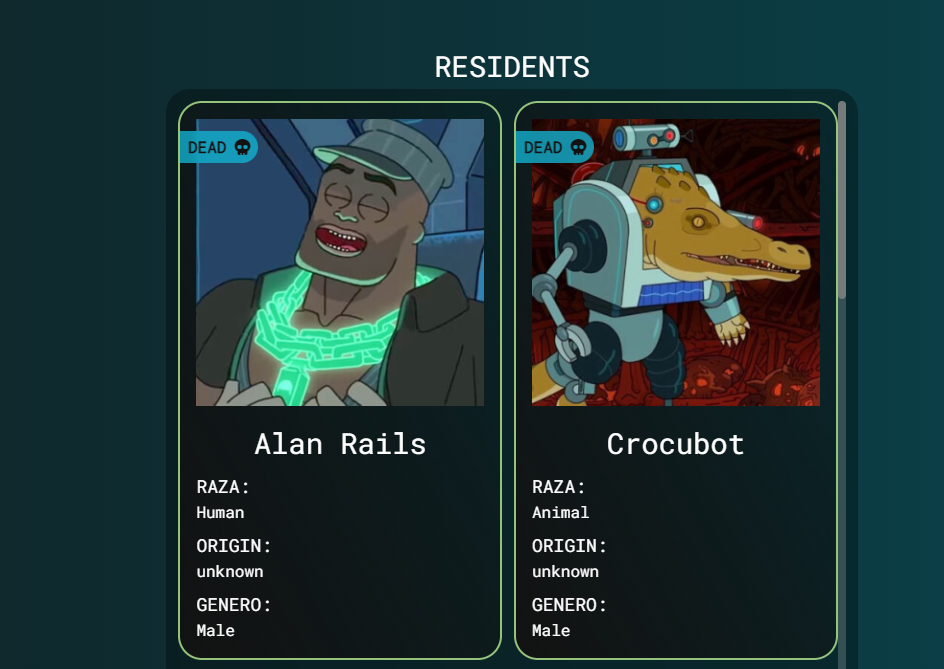 RESIDENTS
DEAD
Alan Rails
RAZA:
Human
ORIGIN:
unknown
GENERO:
Male
DEAD
Crocubot
RAZA:
Animal
ORIGIN:
unknown
GENERO:
Male